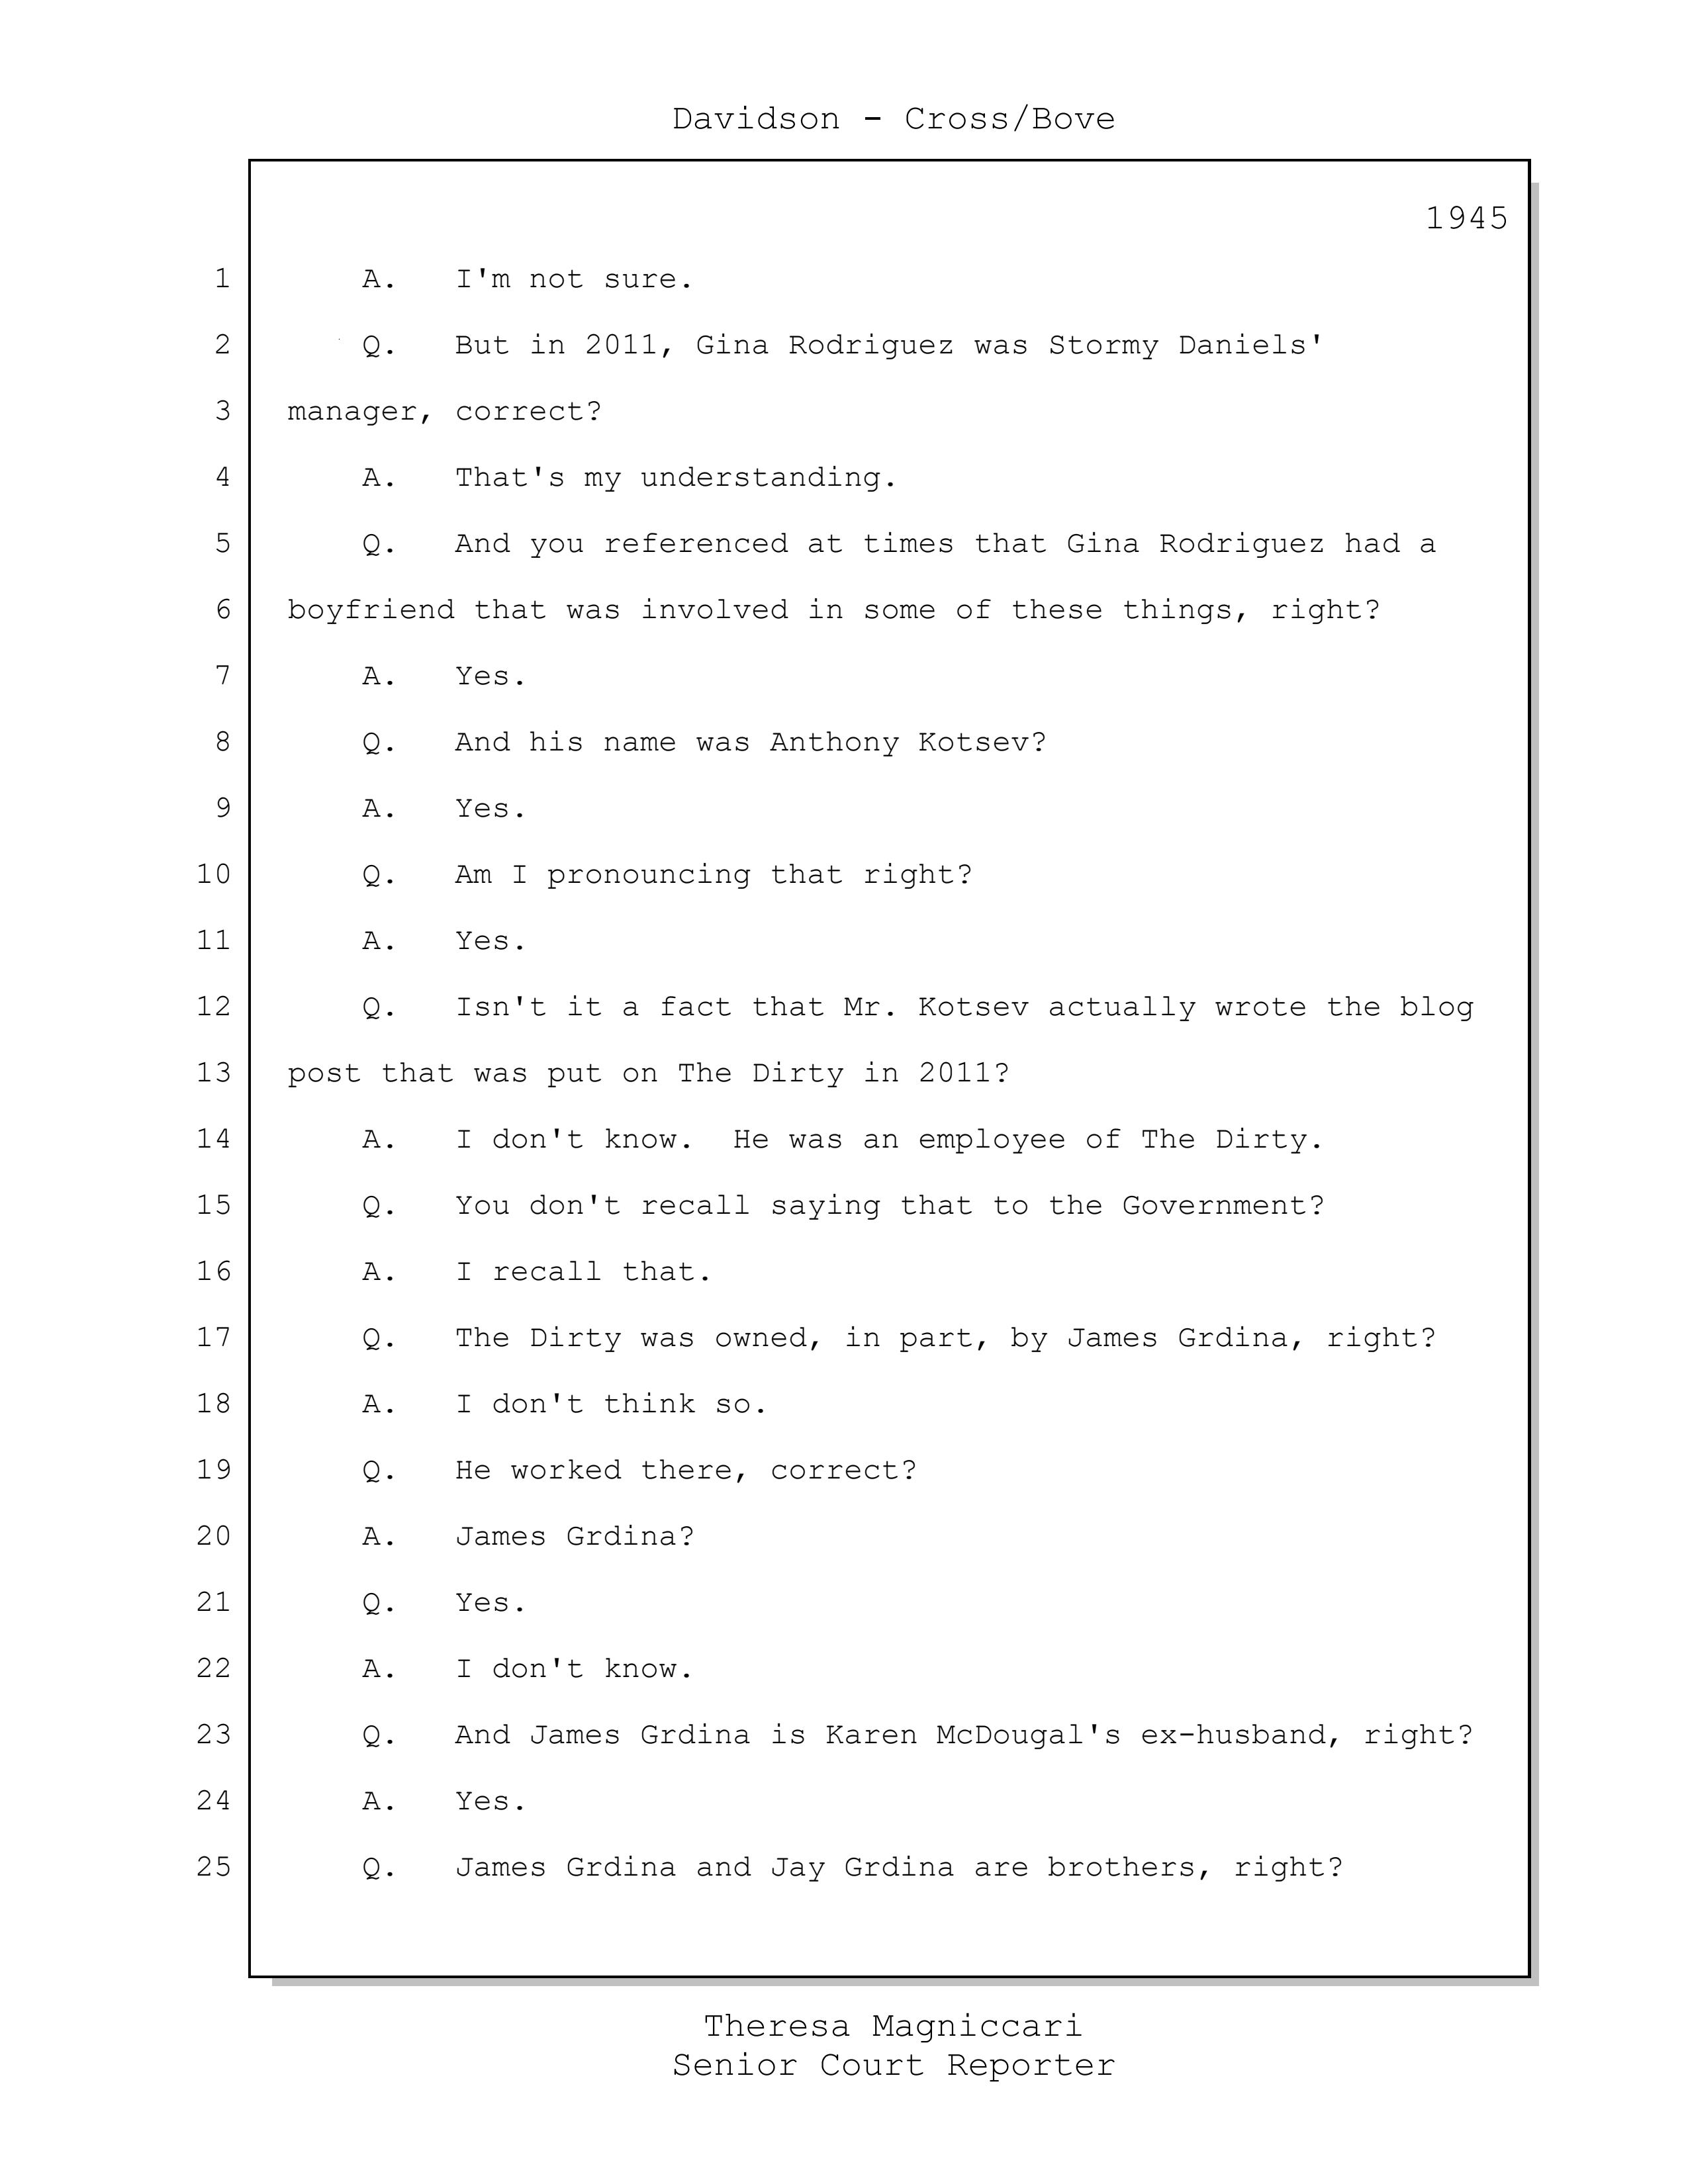 Davidson - Cross/Bove
1945
1 A. I'm not sure.
2 Q. But in 2011, Gina Rodriguez was Stormy Daniels'
3 manager, correct?
4 A. That's my understanding.
5 Q. And you referenced at times that Gina Rodriguez had a
6 boyfriend that was involved in some of these things, right?
7 A. Yes.
8 Q. And his name was Anthony Kotsev?
9 A. Yes.
10 Q. Am I pronouncing that right?
11 A. Yes.
12 Q. Isn't it a fact that Mr. Kotsev actually wrote the blog
13 post that was put on The Dirty in 2011?
14 A. I don't know. He was an employee of The Dirty.
15 Q. You don't recall saying that to the Government?
16 A. I recall that.
17 Q. The Dirty was owned, in part, by James Grdina, right?
18 A. I don't think so.
19 Q. He worked there, correct?
20 A. James Grdina?
21 Q. Yes.
22 A. I don't know.
23 Q. And James Grdina is Karen McDougal's ex-husband, right?
24 A. Yes.
25 Q. James Grdina and Jay Grdina are brothers, right?
Theresa Magniccari
Senior Court Reporter